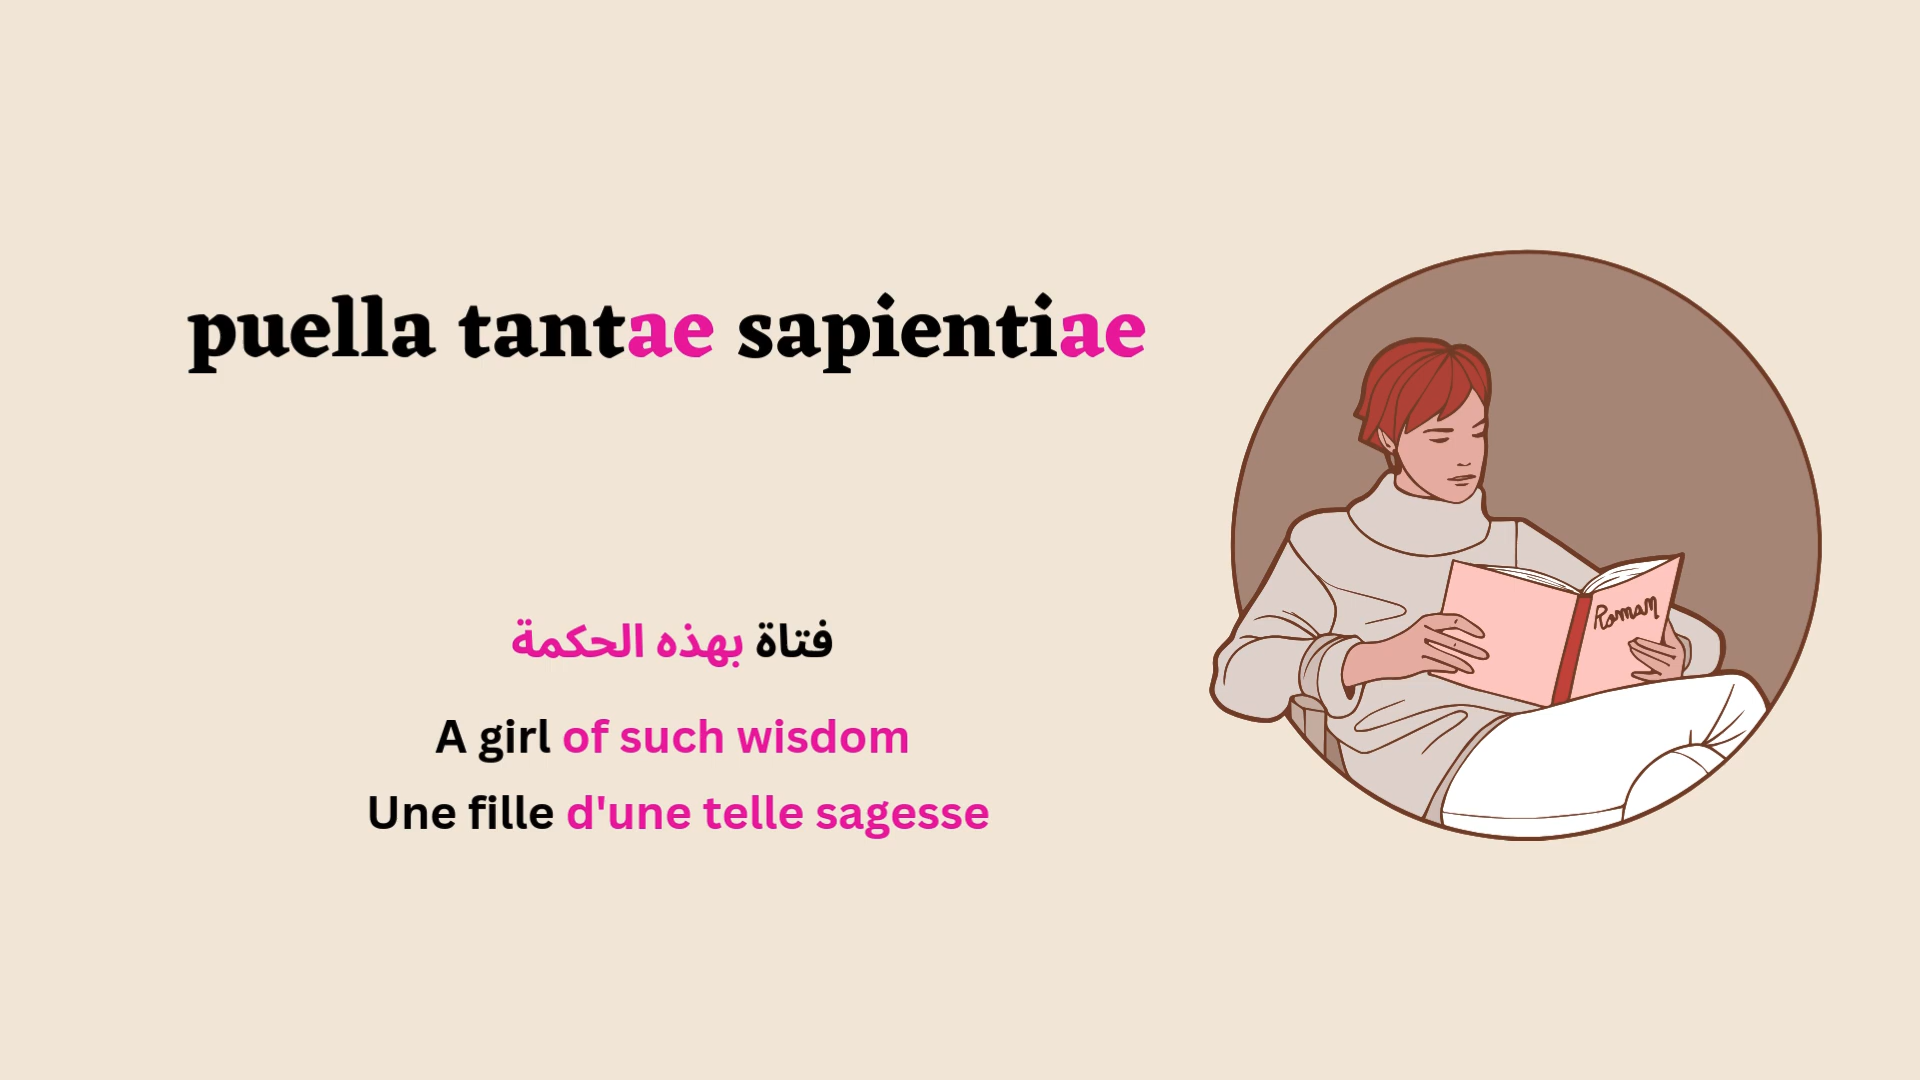 puella tantae sapientiae
Roman
فتاة بهذه الحكمة
A girl of such wisdom
Une fille d'une telle sagesse